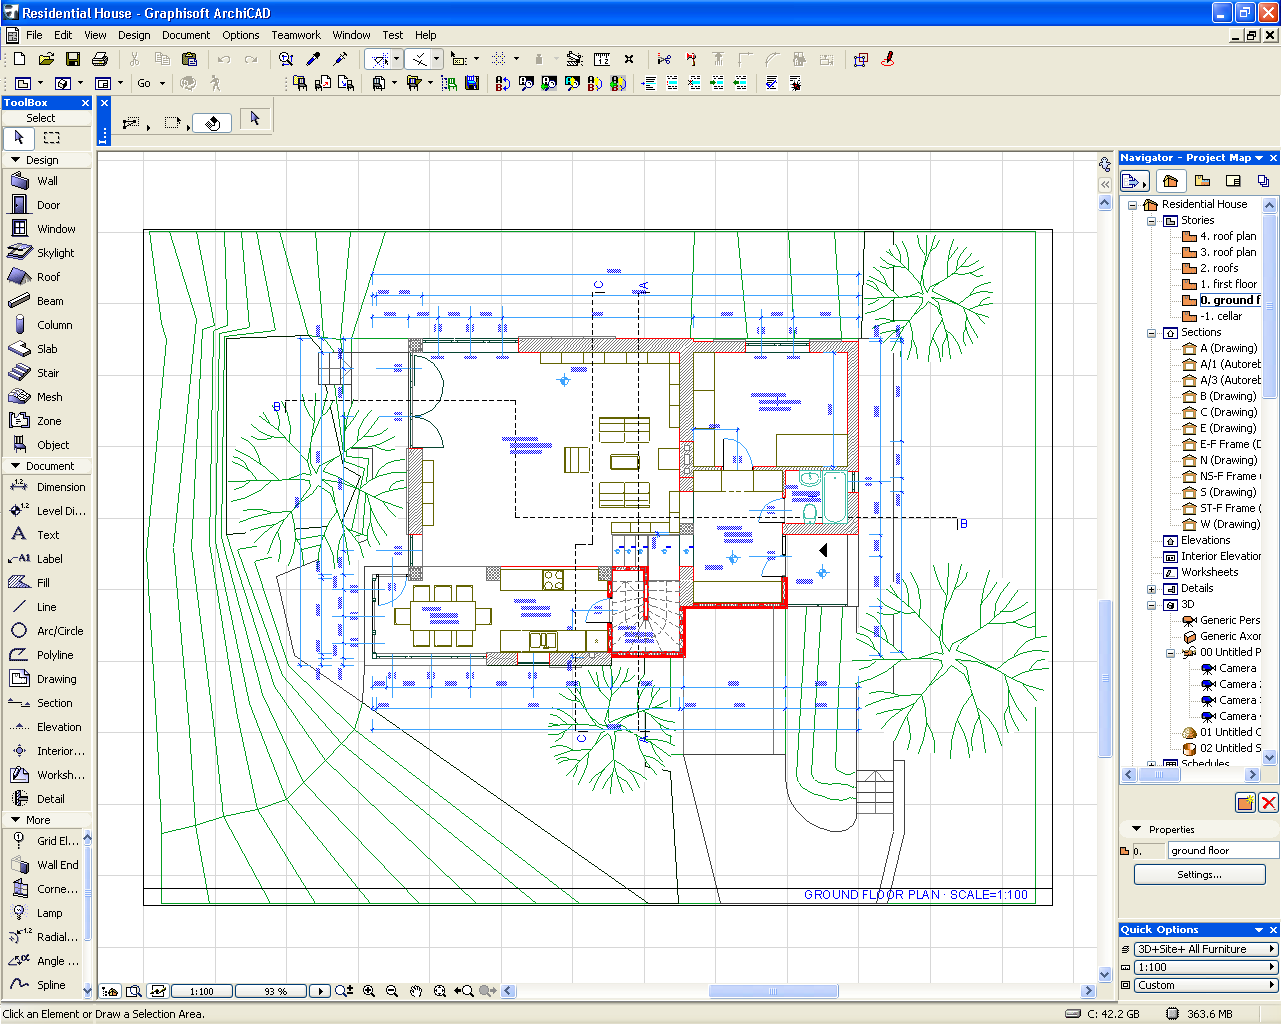 Residential House - Graphisoft ArchiCAD
File Edit View Design Document Options Teamwork Window Test Help
Go
ToolBox
Select
Design
Wall
Door
Window
Skylight
Roof
Beam
Column
Slab
Stair
Mesh
Zone
Object
Document
Dimension
Level Di...
Text
Label
Fill
Line
Arc/Circle
Polyline
Drawing
Section
Elevation
Interior...
Worksh...
Detail
More
Grid El...
Wall End
Corne...
Lamp
Radial...
Angle ...
Spline
C
A
B
B
C
A
GROUND FLOOR PLAN · SCALE=1:100
1:100
93 %
Navigator - Project Map
Residential House
Stories
4. roof plan
3. roof plan
2. roofs
1. first floor
0. ground f
-1. cellar
Sections
A (Drawing)
A/1 (Autoreb
A/3 (Autoreb
B (Drawing)
C (Drawing)
E (Drawing)
E-F Frame (D
N (Drawing)
NS-F Frame
S (Drawing)
ST-F Frame (
W (Drawing)
Elevations
Interior Elevation
Worksheets
Details
3D
Generic Pers
Generic Axon
00 Untitled P
Camera
Camera
Camera
Camera
01 Untitled C
02 Untitled S
Schedules
Properties
0. ground floor
Settings...
Quick Options
3D+Site+ All Furniture
1:100
Custom
Click an Element or Draw a Selection Area.
C: 42.2 GB
363.6 MB